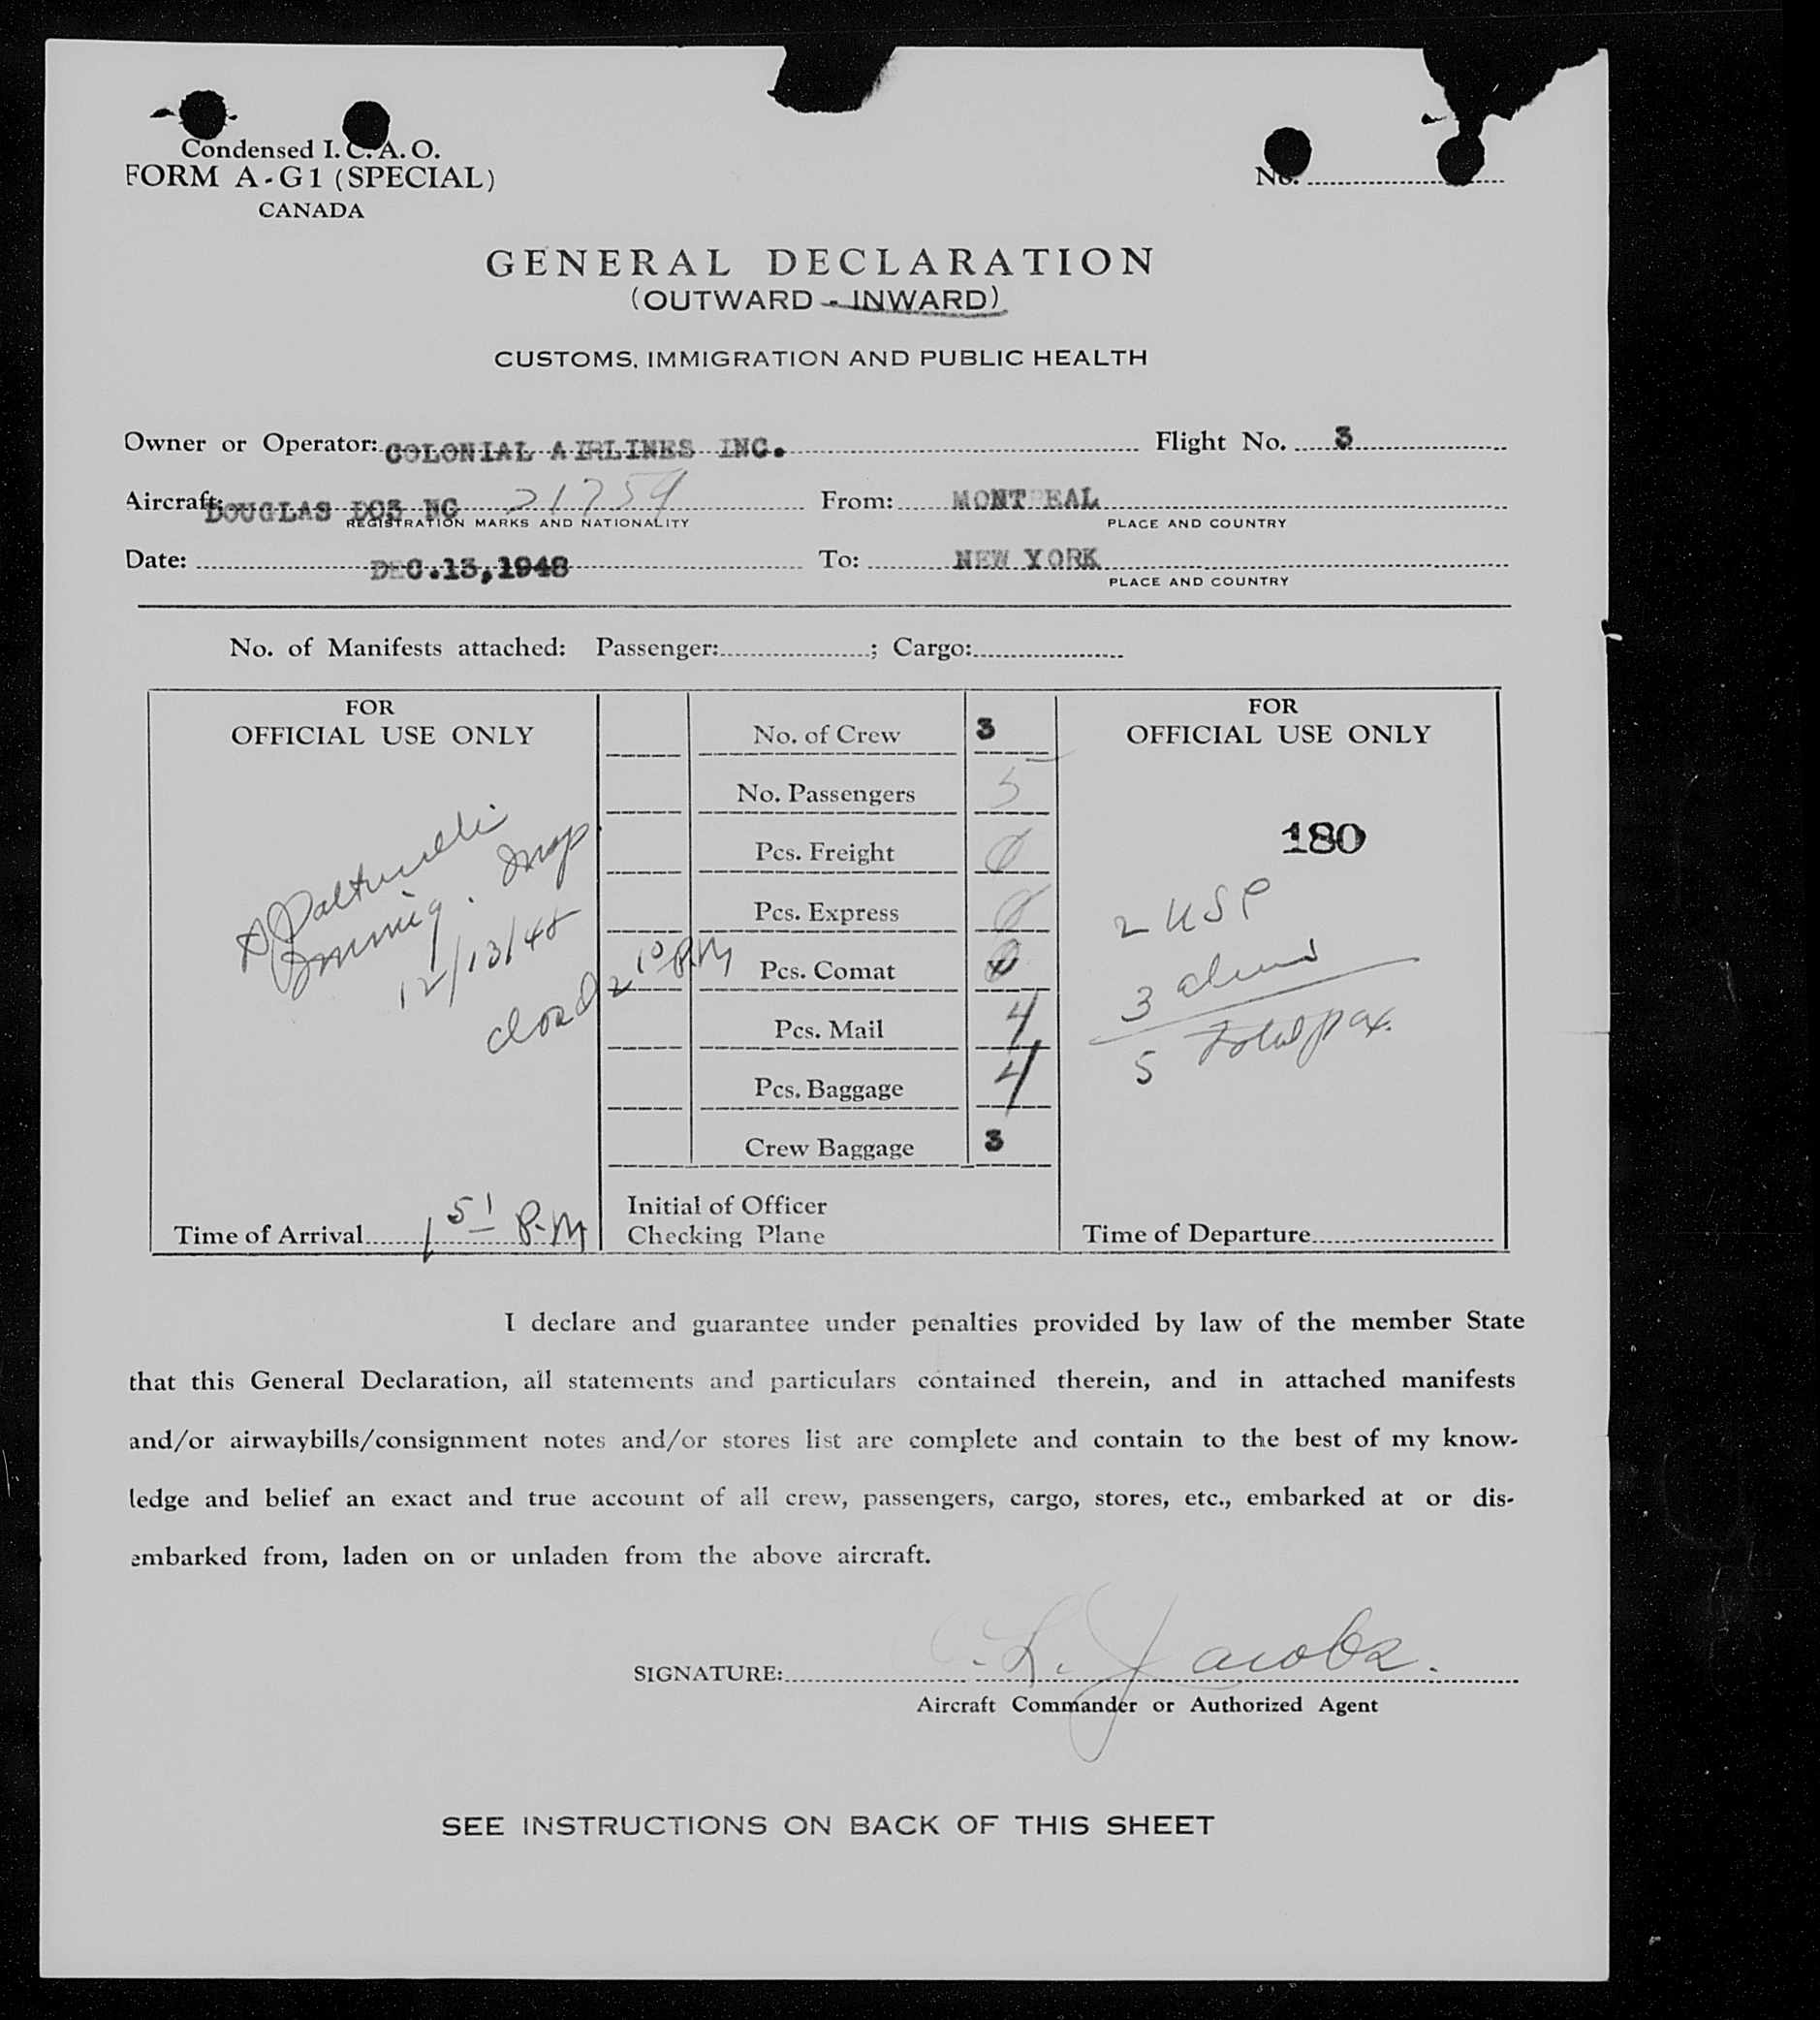 Condensed I. C. A. O.
FORM A-G1 (SPECIAL)
CANADA
No.
GENERAL DECLARATION
(OUTWARD - INWARD)
CUSTOMS, IMMIGRATION AND PUBLIC HEALTH
Owner or Operator: COLONIAL AIRLINES INC. Flight No. 3
Aircraft: DOUGLAS DC3 NC 21759 From: MONTREAL
REGISTRATION MARKS AND NATIONALITY PLACE AND COUNTRY
Date: DEC.13,1948 To: NEW YORK
PLACE AND COUNTRY
No. of Manifests attached: Passenger: ; Cargo:
FOR
OFFICIAL USE ONLY
Immig. Insp
12/13/48
2 10 P.M
Time of Arrival 1 51 P.M
No. of Crew 3
No. Passengers 5
Pcs. Freight 0
Pcs. Express 0
Pcs. Comat
Pcs. Mail 4
Pcs. Baggage 4
Crew Baggage 3
Initial of Officer
Checking Plane
FOR
OFFICIAL USE ONLY
180
2 USP
3
5 Total pax.
Time of Departure
I declare and guarantee under penalties provided by law of the member State
that this General Declaration, all statements and particulars contained therein, and in attached manifests
and/or airwaybills/consignment notes and/or stores list are complete and contain to the best of my know-
ledge and belief an exact and true account of all crew, passengers, cargo, stores, etc., embarked at or dis-
embarked from, laden on or unladen from the above aircraft.
SIGNATURE: C. L. Jacobs.
Aircraft Commander or Authorized Agent
SEE INSTRUCTIONS ON BACK OF THIS SHEET